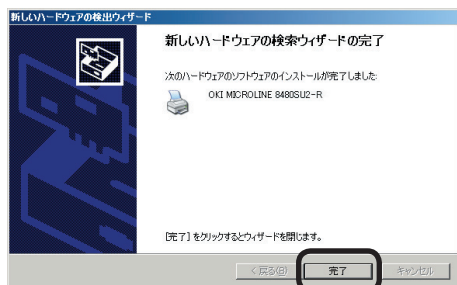 新しいハードウェアの検出ウィザード
新しいハードウェアの検索ウィザードの完了
次のハードウェアのソフトウェアのインストールが完了しました:
OKI MICROLINE 8480SU2-R
[完了] をクリックするとウィザードを閉じます。
< 戻る(B)
完了
キャンセル